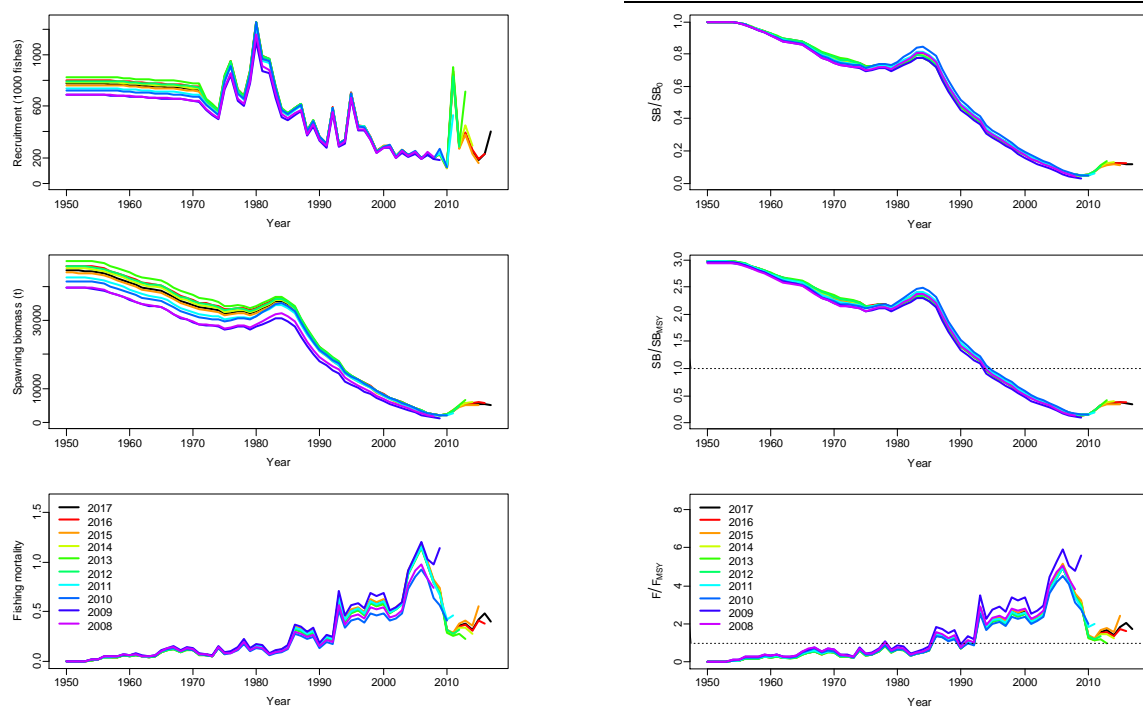 Recruitment (1000 fishes)
0 200 600 1000
1950 1960 1970 1980 1990 2000 2010
Year
SB/SB0
0.0 0.2 0.4 0.6 0.8 1.0
1950 1960 1970 1980 1990 2000 2010
Year
Spawning biomass (t)
0 10000 30000
1950 1960 1970 1980 1990 2000 2010
Year
SB/SBMSY
0.0 0.5 1.0 1.5 2.0 2.5 3.0
1950 1960 1970 1980 1990 2000 2010
Year
Fishing mortality
0.0 0.5 1.0 1.5
2017
2016
2015
2014
2013
2012
2011
2010
2009
2008
1950 1960 1970 1980 1990 2000 2010
Year
F/FMSY
0 2 4 6 8
2017
2016
2015
2014
2013
2012
2011
2010
2009
2008
1950 1960 1970 1980 1990 2000 2010
Year